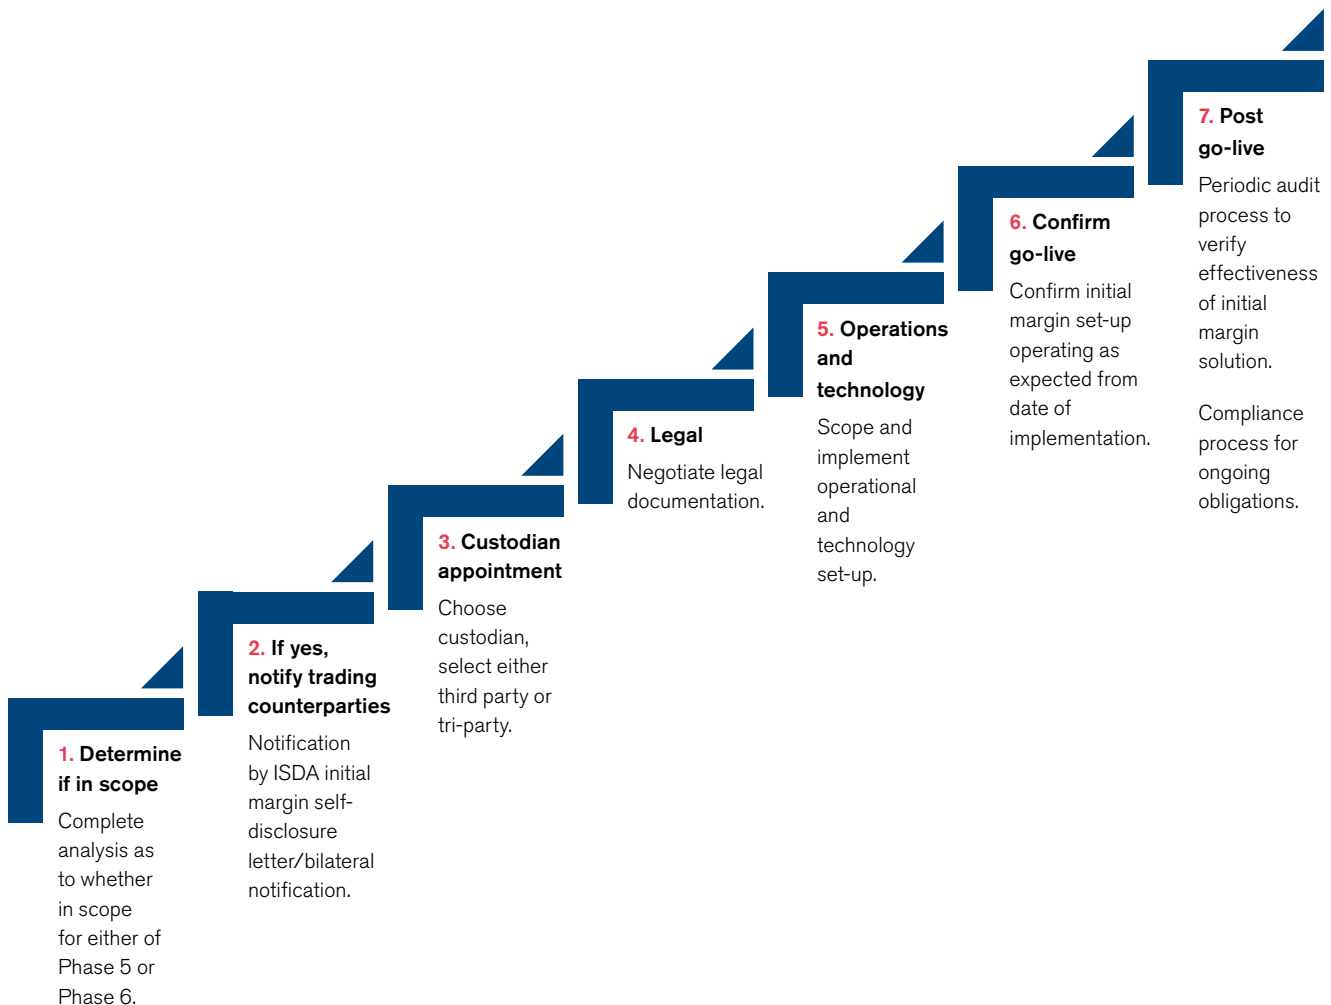 1. Determine
if in scope
Complete
analysis as
to whether
in scope
for either of
Phase 5 or
Phase 6.
2. If yes,
notify trading
counterparties
Notification
by ISDA initial
margin self-
disclosure
letter/bilateral
notification.
3. Custodian
appointment
Choose
custodian,
select either
third party or
tri-party.
4. Legal
Negotiate legal
documentation.
5. Operations
and
technology
Scope and
implement
operational
and
technology
set-up.
6. Confirm
go-live
Confirm initial
margin set-up
operating as
expected from
date of
implementation.
7. Post
go-live
Periodic audit
process to
verify
effectiveness
of initial
margin
solution.
Compliance
process for
ongoing
obligations.